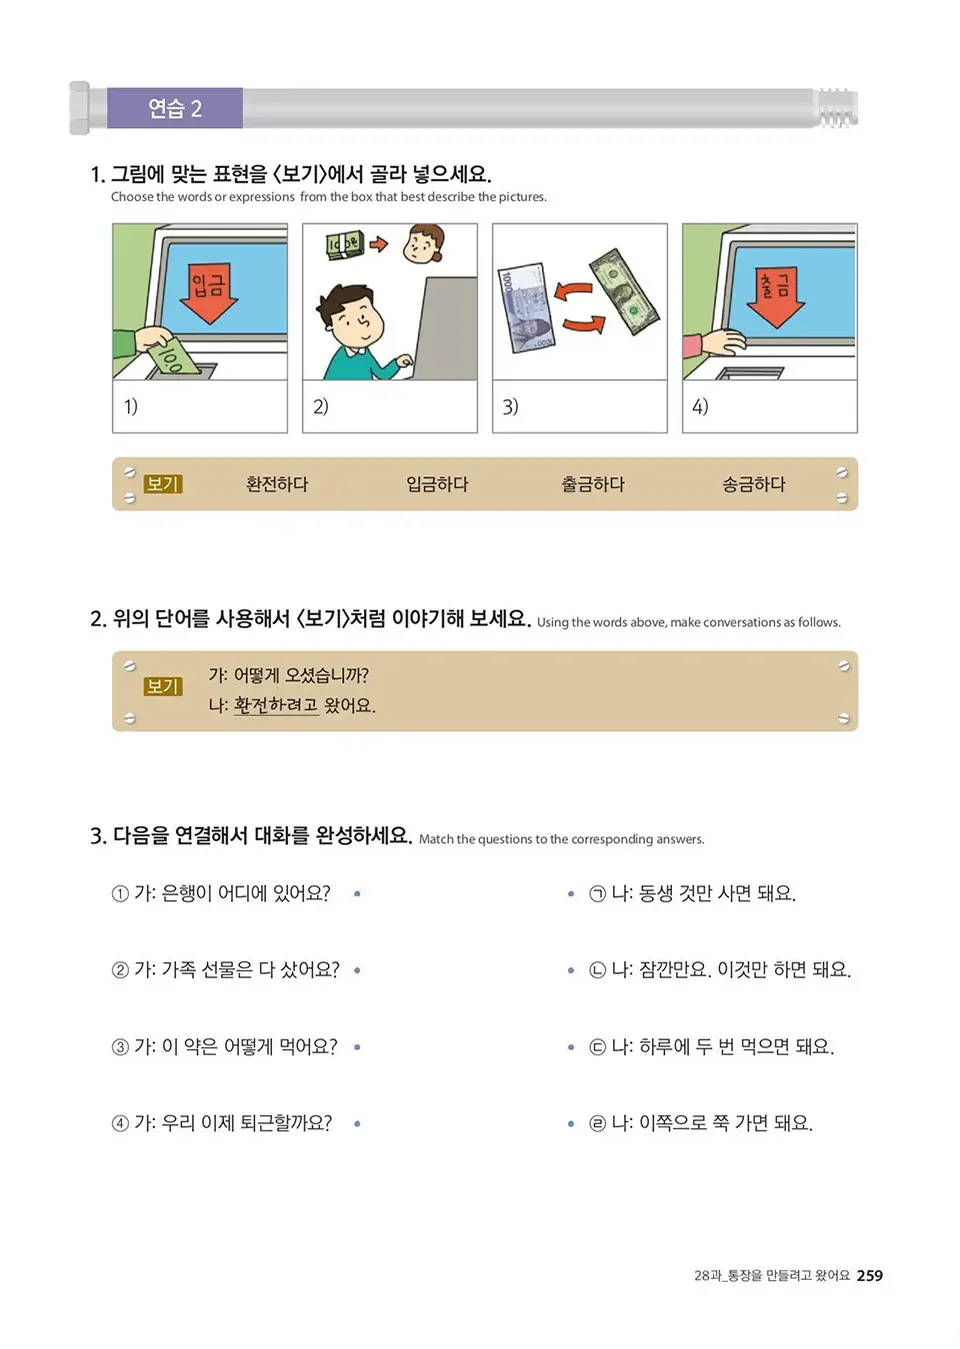 연습 2
1. 그림에 맞는 표현을 〈보기〉에서 골라 넣으세요.
Choose the words or expressions from the box that best describe the pictures.
입금
100
100원
1000
1000
출금
1)
2)
3)
4)
보기 환전하다 입금하다 출금하다 송금하다
2. 위의 단어를 사용해서 〈보기〉처럼 이야기해 보세요. Using the words above, make conversations as follows.
보기
가: 어떻게 오셨습니까?
나: 환전하려고 왔어요.
3. 다음을 연결해서 대화를 완성하세요. Match the questions to the corresponding answers.
① 가: 은행이 어디에 있어요? • • ㉠ 나: 동생 것만 사면 돼요.
② 가: 가족 선물은 다 샀어요? • • ㉡ 나: 잠깐만요. 이것만 하면 돼요.
③ 가: 이 약은 어떻게 먹어요? • • ㉢ 나: 하루에 두 번 먹으면 돼요.
④ 가: 우리 이제 퇴근할까요? • • ㉣ 나: 이쪽으로 쭉 가면 돼요.
28과_통장을 만들려고 왔어요 259